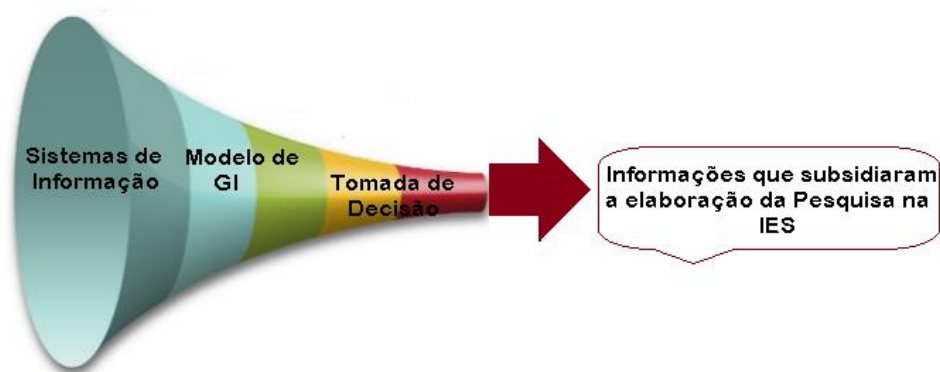 Sistemas de
Informação
Modelo de
GI
Tomada de
Decisão
Informações que subsidiaram
a elaboração da Pesquisa na
IES